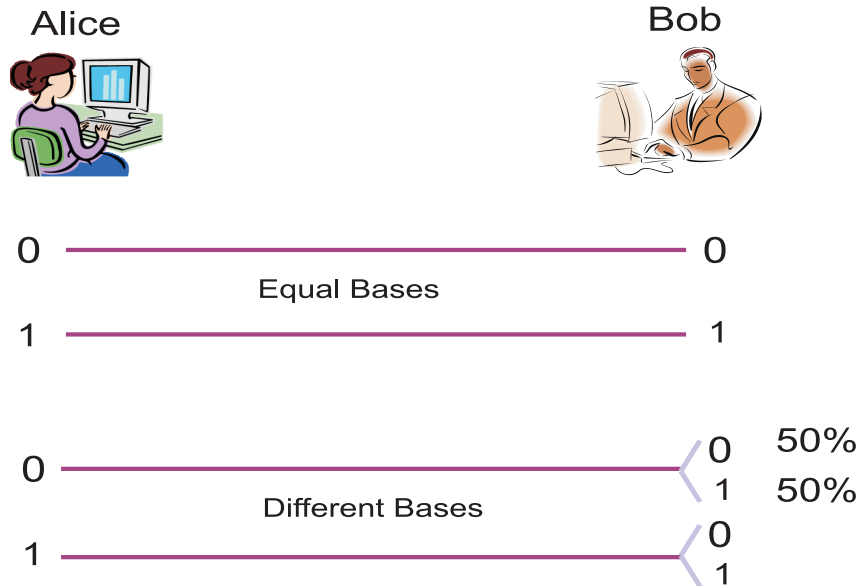 Alice Bob
0 0
Equal Bases
1 1
0 0 50%
1 50%
Different Bases
0
1
1